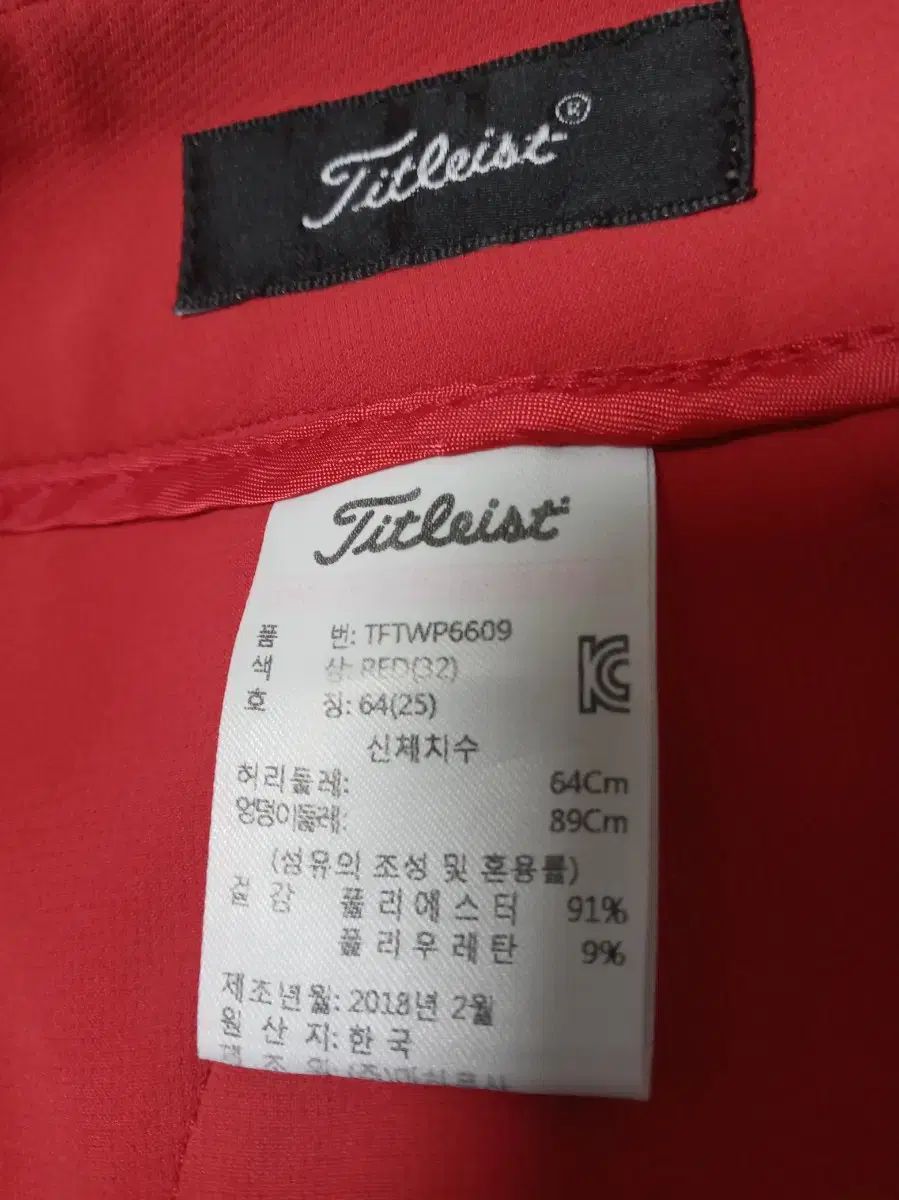 Titleist®
Titleist
품 번: TFTWP6609
색 상: RED(32)
호 칭: 64(25)
신체치수
허리둘레: 64Cm
엉덩이둘레: 89Cm
(섬유의 조성 및 혼용률)
겉 감 폴리에스터 91%
폴리우레탄 9%
제조년월: 2018년 2월
원 산 지: 한 국
제 조 원